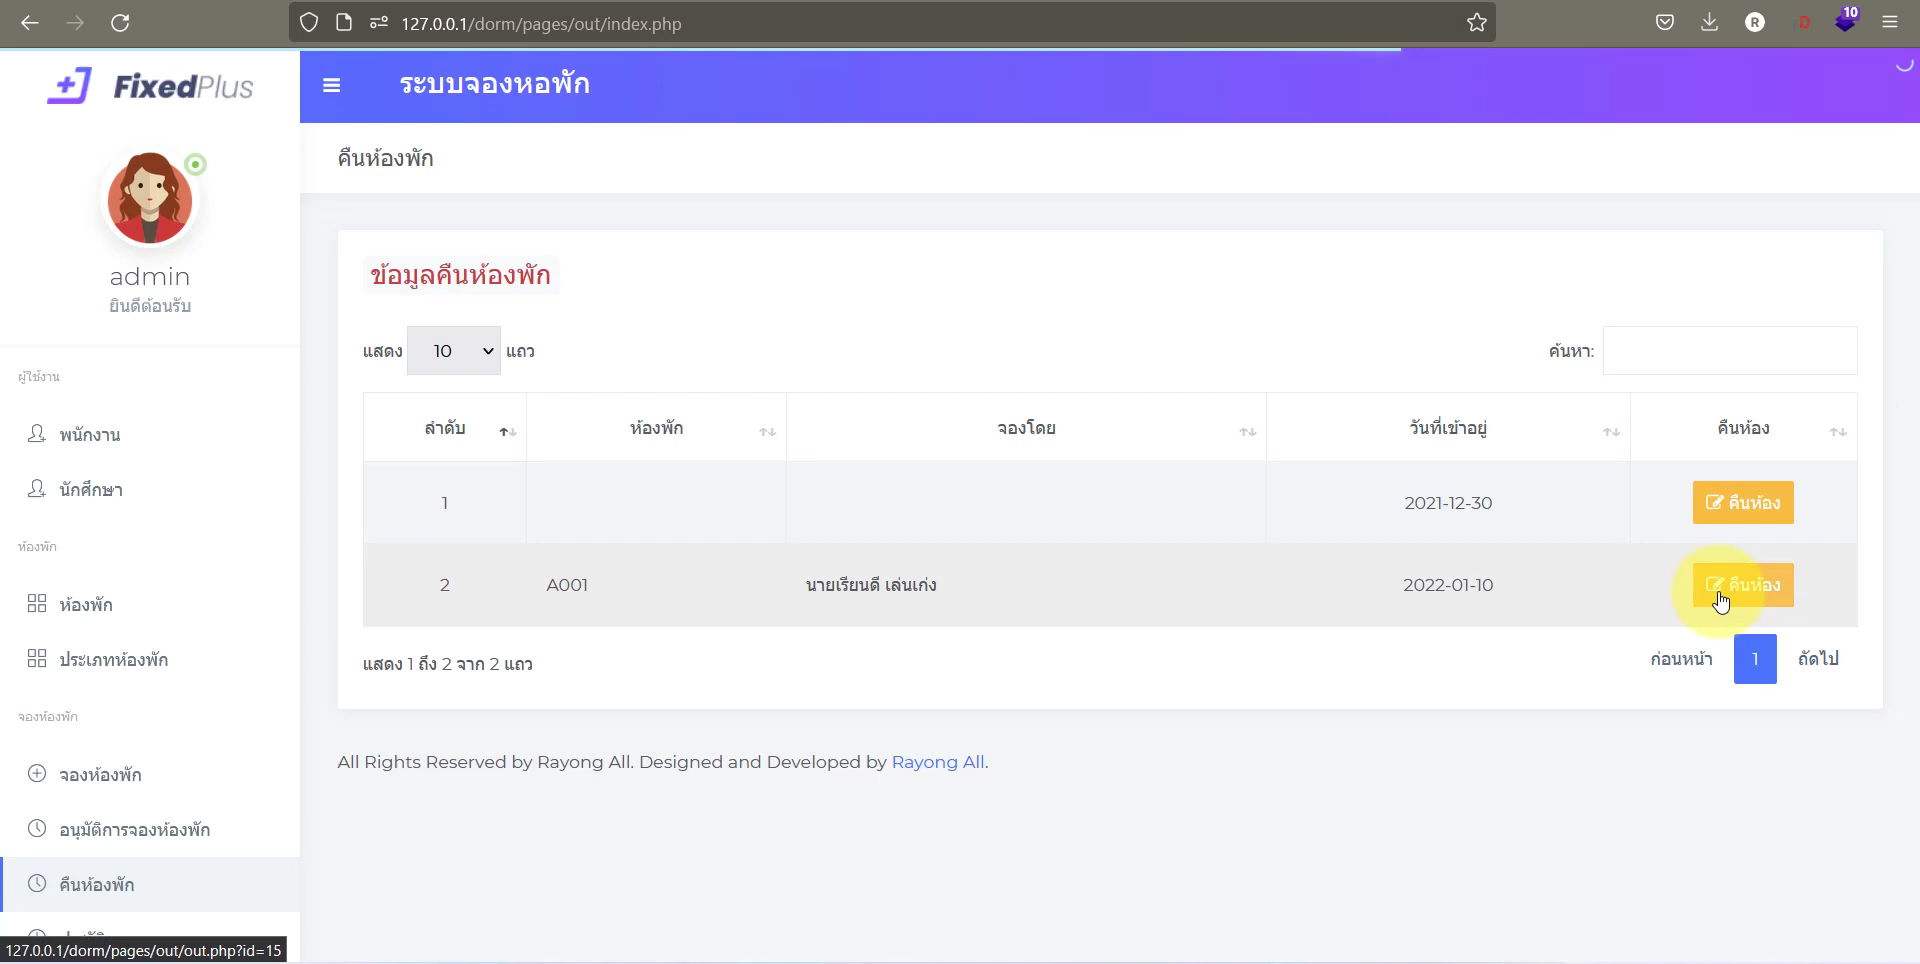 127.0.0.1/dorm/pages/out/index.php
R
D
10
FixedPlus
ระบบจองหอพัก
คืนห้องพัก
admin
ยินดีต้อนรับ
ข้อมูลคืนห้องพัก
แสดง 10 แถว
ค้นหา:
ลำดับ ห้องพัก จองโดย วันที่เข้าอยู่ คืนห้อง
1 2021-12-30 คืนห้อง
2 A001 นายเรียนดี เล่นเก่ง 2022-01-10 คืนห้อง
แสดง 1 ถึง 2 จาก 2 แถว
ก่อนหน้า 1 ถัดไป
All Rights Reserved by Rayong All. Designed and Developed by Rayong All.
ผู้ใช้งาน
พนักงาน
นักศึกษา
ห้องพัก
ห้องพัก
ประเภทห้องพัก
จองห้องพัก
จองห้องพัก
อนุมัติการจองห้องพัก
คืนห้องพัก
127.0.0.1/dorm/pages/out/out.php?id=15